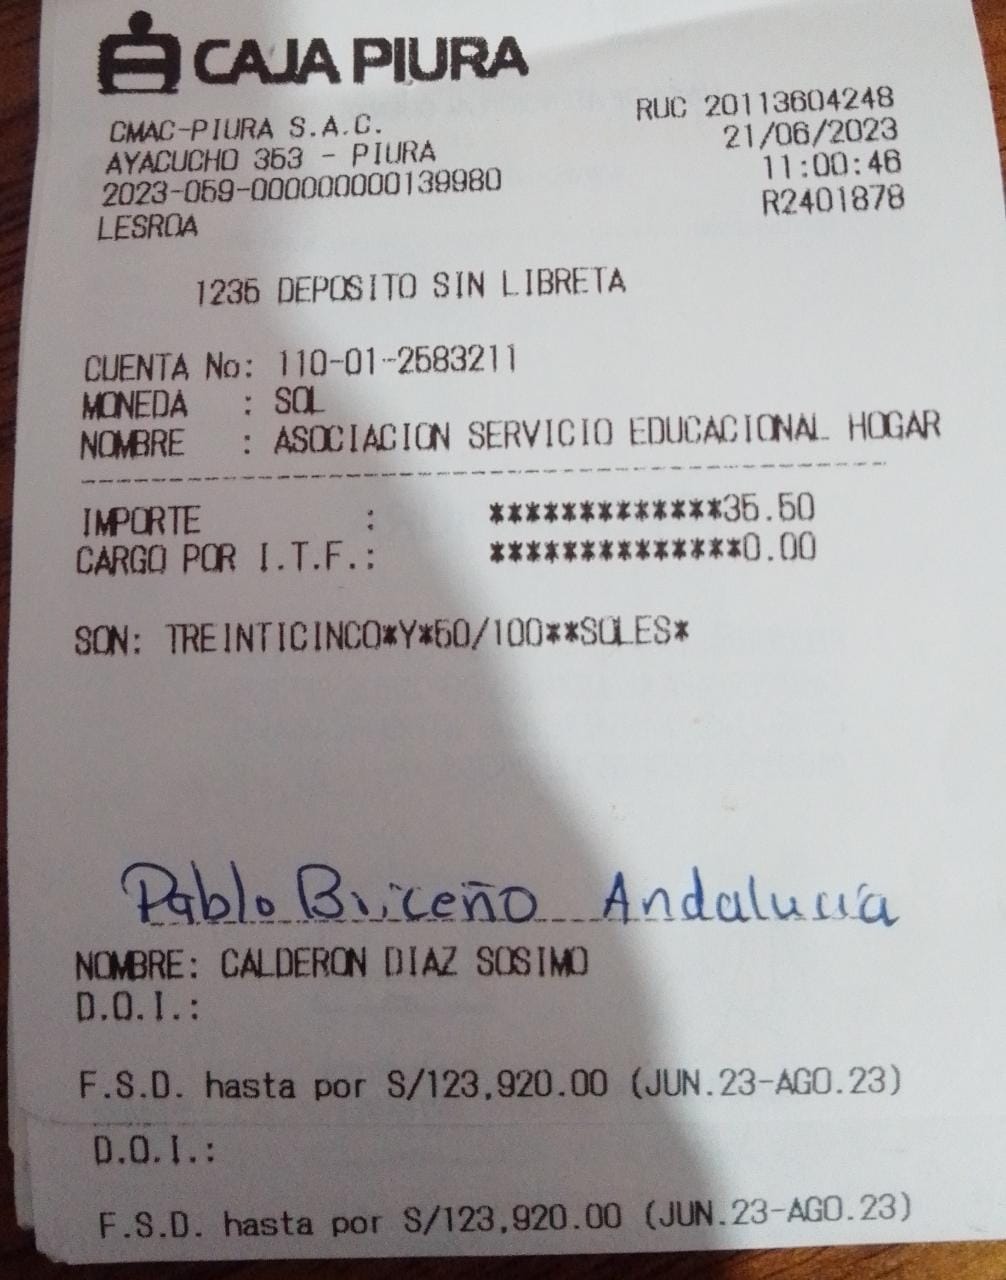 CAJA PIURA
CMAC-PIURA S.A.C.
RUC 20113604248
AYACUCHO 353 - PIURA
21/06/2023
2023-059-000000000139980
11:00:46
LESROA
R2401878
1235 DEPOSITO SIN LIBRETA
CUENTA No: 110-01-2583211
MONEDA : SOL
NOMBRE : ASOCIACION SERVICIO EDUCACIONAL HOGAR
IMPORTE : *************35.50
CARGO POR I.T.F.: **************0.00
SON: TREINTICINCO*Y*50/100**SOLES*
Pablo Briceño Andalucía
NOMBRE: CALDERON DIAZ SOSIMO
D.O.I.:
F.S.D. hasta por S/123,920.00 (JUN.23-AGO.23)
D.O.I.:
F.S.D. hasta por S/123,920.00 (JUN.23-AGO.23)